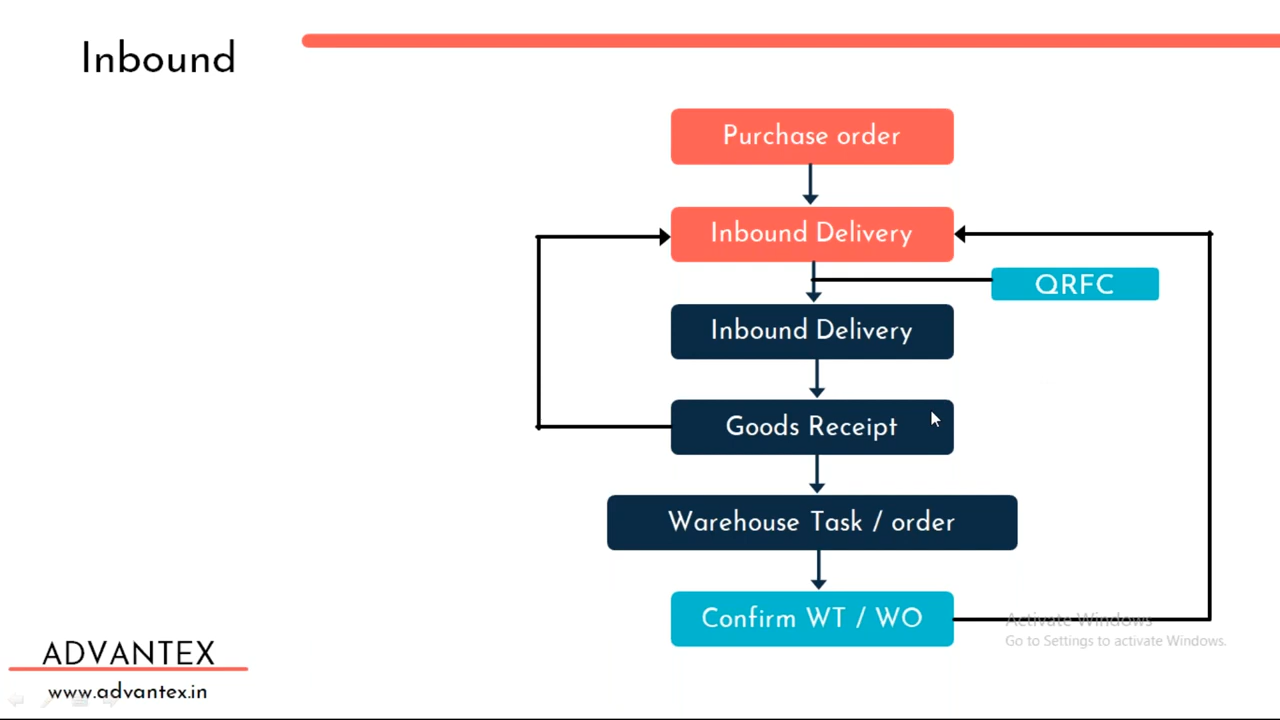 Inbound
Purchase order
Inbound Delivery
QRFC
Inbound Delivery
Goods Receipt
Warehouse Task / order
Confirm WT / WO
Activate Windows
Go to Settings to activate Windows.
ADVANTEX
www.advantex.in